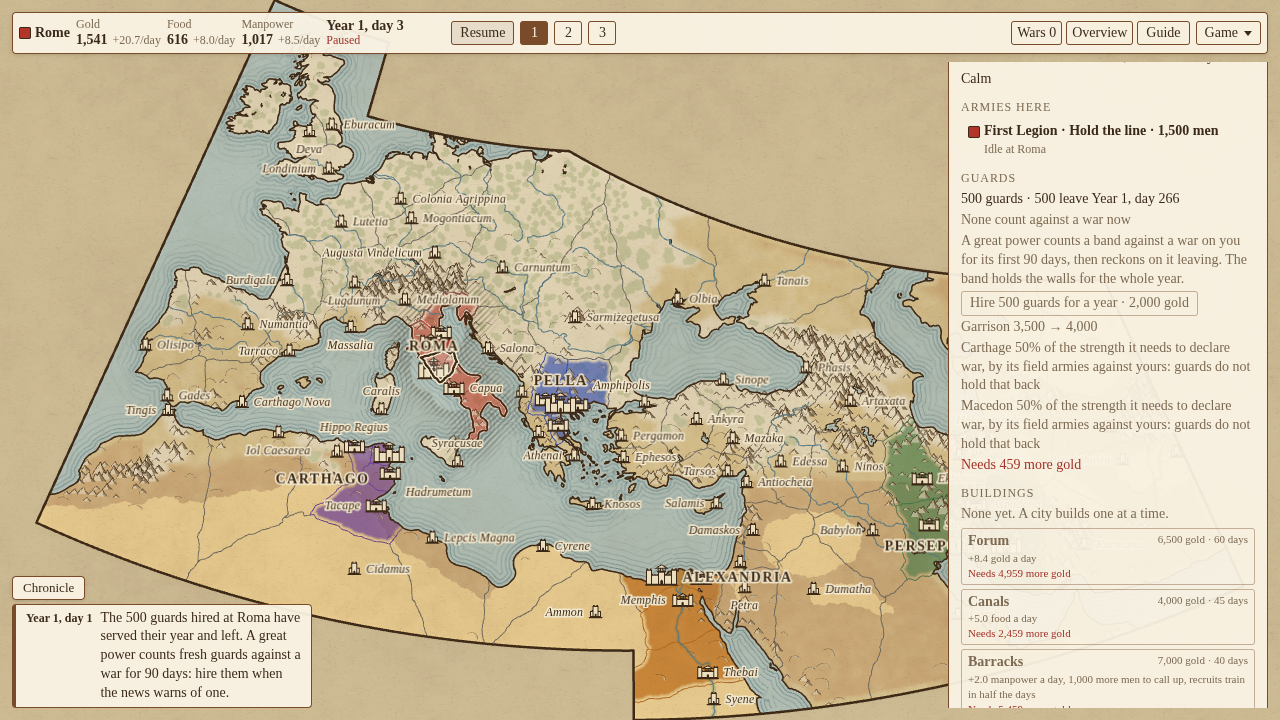 Rome
Gold
1,541 +20.7/day
Food
616 +8.0/day
Manpower
1,017 +8.5/day
Year 1, day 3
Paused
Resume
1
2
3
Wars 0
Overview
Guide
Game
Eburacum
Deva
Londinium
Colonia Agrippina
Lutetia
Mogontiacum
Augusta Vindelicum
Carnuntum
Burdigala
Lugdunum
Mediolanum
Tanais
Olbia
Numantia
Sarmizegetusa
Olisipo
Tarraco
Massalia
ROMA
Salona
Phasis
PELLA
Amphipolis
Sinope
Gades
Carthago Nova
Caralis
Capua
Artaxata
Tingis
Hippo Regius
Ankyra
Iol Caesarea
Syracusae
Athenai
Pergamon
Mazaka
Ephesos
Edessa
Ninos
CARTHAGO
Tarsos
Hadrumetum
Antiocheia
Tacape
Knosos
Salamis
Lepcis Magna
Damaskos
Babylon
Cyrene
PERSEP
Cidamus
ALEXANDRIA
Memphis
Dumatha
Ammon
Petra
Thebai
Syene
Calm
ARMIES HERE
First Legion · Hold the line · 1,500 men
Idle at Roma
GUARDS
500 guards · 500 leave Year 1, day 266
None count against a war now
A great power counts a band against a war on you
for its first 90 days, then reckons on it leaving. The
band holds the walls for the whole year.
Hire 500 guards for a year · 2,000 gold
Garrison 3,500 → 4,000
Carthage 50% of the strength it needs to declare
war, by its field armies against yours: guards do not
hold that back
Macedon 50% of the strength it needs to declare
war, by its field armies against yours: guards do not
hold that back
Needs 459 more gold
BUILDINGS
None yet. A city builds one at a time.
Forum
6,500 gold · 60 days
+8.4 gold a day
Needs 4,959 more gold
Canals
4,000 gold · 45 days
+5.0 food a day
Needs 2,459 more gold
Barracks
7,000 gold · 40 days
+2.0 manpower a day, 1,000 more men to call up, recruits train
in half the days
Chronicle
Year 1, day 1
The 500 guards hired at Roma have
served their year and left. A great
power counts fresh guards against a
war for 90 days: hire them when
the news warns of one.